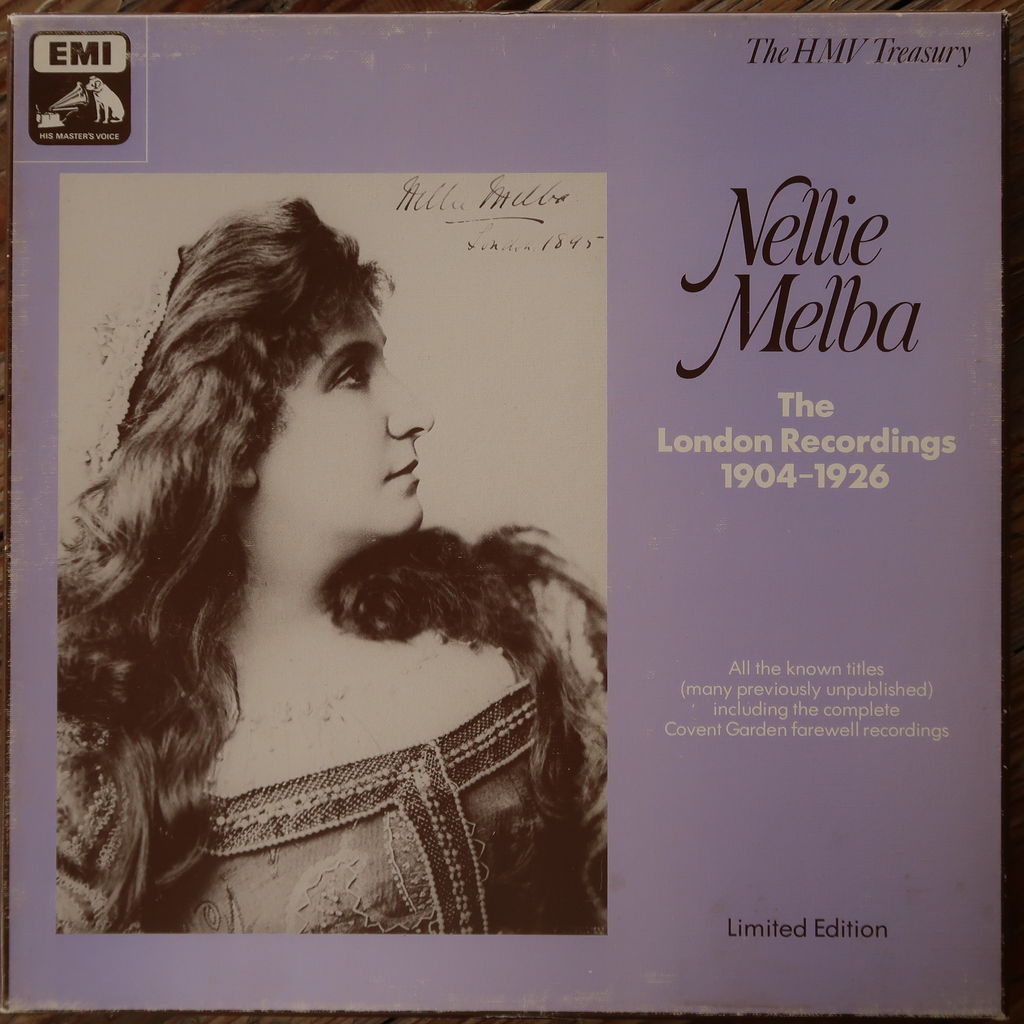 EMI
HIS MASTER'S VOICE
The HMV Treasury
Nellie Melba
London. 1895
Nellie
Melba
The
London Recordings
1904-1926
All the known titles
(many previously unpublished)
including the complete
Covent Garden farewell recordings
Limited Edition